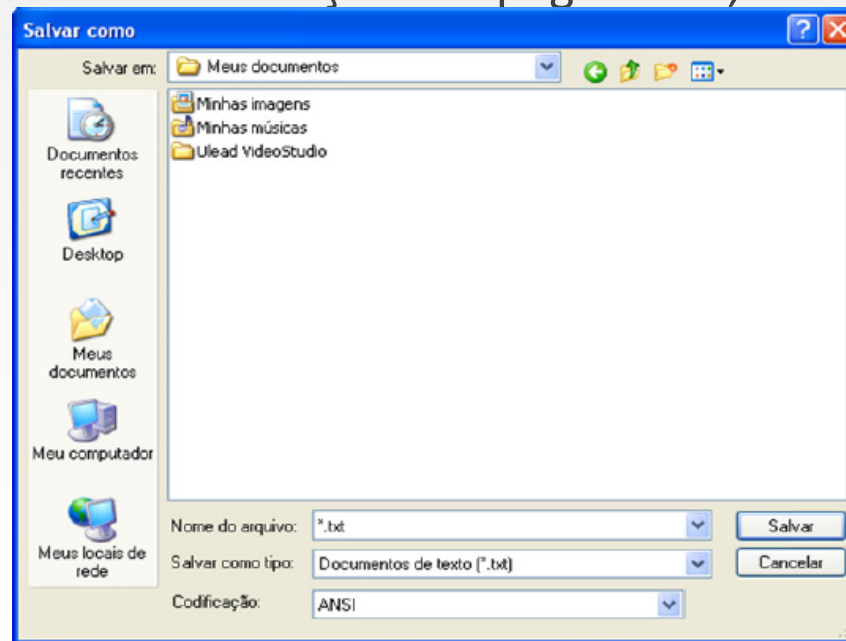 Salvar como
Salvar em: Meus documentos
Minhas imagens
Minhas músicas
Ulead VideoStudio
Documentos
recentes
Desktop
Meus
documentos
Meu computador
Meus locais de
rede
Nome do arquivo: *.txt Salvar
Salvar como tipo: Documentos de texto (*.txt) Cancelar
Codificação: ANSI